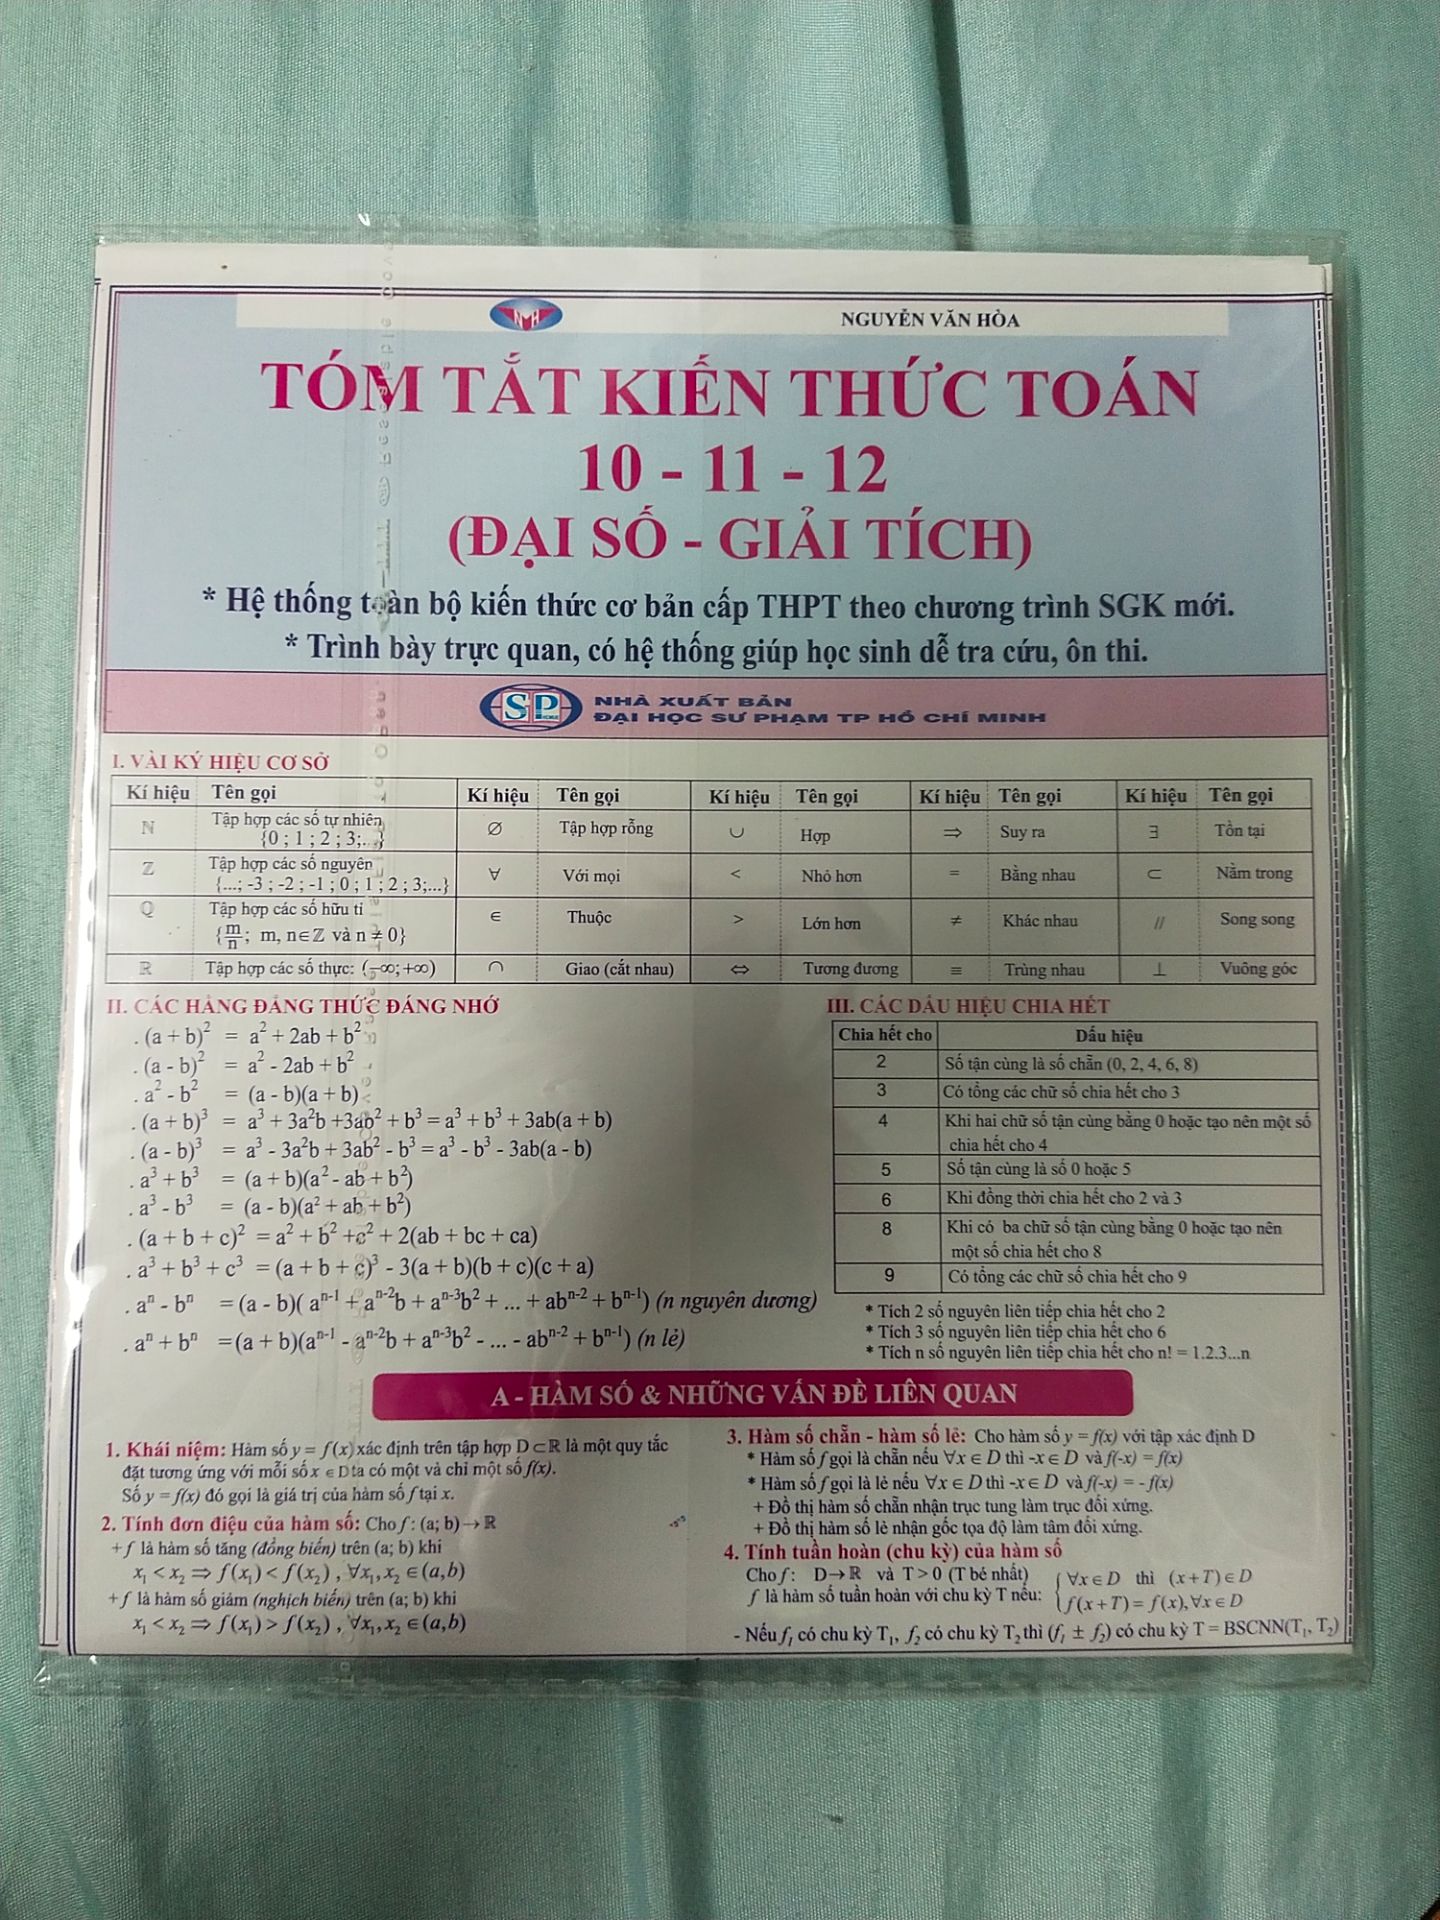 NVH
NGUYỄN VĂN HÒA
TÓM TẮT KIẾN THỨC TOÁN
10 - 11 - 12
(ĐẠI SỐ - GIẢI TÍCH)
* Hệ thống toàn bộ kiến thức cơ bản cấp THPT theo chương trình SGK mới.
* Trình bày trực quan, có hệ thống giúp học sinh dễ tra cứu, ôn thi.
SP NHÀ XUẤT BẢN
ĐẠI HỌC SƯ PHẠM TP HỒ CHÍ MINH
I. VÀI KÝ HIỆU CƠ SỞ
Kí hiệu Tên gọi Kí hiệu Tên gọi Kí hiệu Tên gọi Kí hiệu Tên gọi Kí hiệu Tên gọi
ℕ Tập hợp các số tự nhiên {0 ; 1 ; 2 ; 3;...} ∅ Tập hợp rỗng ∪ Hợp ⇒ Suy ra ∃ Tồn tại
ℤ Tập hợp các số nguyên {...; -3 ; -2 ; -1 ; 0 ; 1 ; 2 ; 3;...} ∀ Với mọi < Nhỏ hơn = Bằng nhau ⊂ Nằm trong
ℚ Tập hợp các số hữu tỉ {m/n; m, n∈ℤ và n ≠ 0} ∈ Thuộc > Lớn hơn ≠ Khác nhau // Song song
ℝ Tập hợp các số thực: (-∞;+∞) ∩ Giao (cắt nhau) ⇔ Tương đương ≡ Trùng nhau ⊥ Vuông góc
II. CÁC HẰNG ĐẲNG THỨC ĐÁNG NHỚ
. (a + b)² = a² + 2ab + b²
. (a - b)² = a² - 2ab + b²
. a² - b² = (a - b)(a + b)
. (a + b)³ = a³ + 3a²b +3ab² + b³ = a³ + b³ + 3ab(a + b)
. (a - b)³ = a³ - 3a²b + 3ab² - b³ = a³ - b³ - 3ab(a - b)
. a³ + b³ = (a + b)(a² - ab + b²)
. a³ - b³ = (a - b)(a² + ab + b²)
. (a + b + c)² = a² + b² + c² + 2(ab + bc + ca)
. a³ + b³ + c³ = (a + b + c)³ - 3(a + b)(b + c)(c + a)
. aⁿ - bⁿ = (a - b)( aⁿ⁻¹ + aⁿ⁻²b + aⁿ⁻³b² + ... + abⁿ⁻² + bⁿ⁻¹) (n nguyên dương)
. aⁿ + bⁿ =(a + b)(aⁿ⁻¹ - aⁿ⁻²b + aⁿ⁻³b² - ... - abⁿ⁻² + bⁿ⁻¹) (n lẻ)
III. CÁC DẤU HIỆU CHIA HẾT
Chia hết cho Dấu hiệu
2 Số tận cùng là số chẵn (0, 2, 4, 6, 8)
3 Có tổng các chữ số chia hết cho 3
4 Khi hai chữ số tận cùng bằng 0 hoặc tạo nên một số
chia hết cho 4
5 Số tận cùng là số 0 hoặc 5
6 Khi đồng thời chia hết cho 2 và 3
8 Khi có ba chữ số tận cùng bằng 0 hoặc tạo nên
một số chia hết cho 8
9 Có tổng các chữ số chia hết cho 9
* Tích 2 số nguyên liên tiếp chia hết cho 2
* Tích 3 số nguyên liên tiếp chia hết cho 6
* Tích n số nguyên liên tiếp chia hết cho n! = 1.2.3...n
A - HÀM SỐ & NHỮNG VẤN ĐỀ LIÊN QUAN
1. Khái niệm: Hàm số y = f(x) xác định trên tập hợp D ⊂ ℝ là một quy tắc
đặt tương ứng với mỗi số x ∈ D ta có một và chỉ một số f(x).
Số y = f(x) đó gọi là giá trị của hàm số f tại x.
2. Tính đơn điệu của hàm số: Cho f : (a; b) → ℝ
+ f là hàm số tăng (đồng biến) trên (a; b) khi
x₁ < x₂ ⇒ f(x₁) < f(x₂) , ∀x₁, x₂ ∈ (a,b)
+ f là hàm số giảm (nghịch biến) trên (a; b) khi
x₁ < x₂ ⇒ f(x₁) > f(x₂) , ∀x₁, x₂ ∈ (a,b)
3. Hàm số chẵn - hàm số lẻ: Cho hàm số y = f(x) với tập xác định D
* Hàm số f gọi là chẵn nếu ∀x ∈ D thì -x ∈ D và f(-x) = f(x)
* Hàm số f gọi là lẻ nếu ∀x ∈ D thì -x ∈ D và f(-x) = - f(x)
+ Đồ thị hàm số chẵn nhận trục tung làm trục đối xứng.
+ Đồ thị hàm số lẻ nhận gốc tọa độ làm tâm đối xứng.
4. Tính tuần hoàn (chu kỳ) của hàm số
Cho f : D → ℝ và T > 0 (T bé nhất) { ∀x ∈ D thì (x + T) ∈ D
f là hàm số tuần hoàn với chu kỳ T nếu: f(x + T) = f(x), ∀x ∈ D
- Nếu f₁ có chu kỳ T₁, f₂ có chu kỳ T₂ thì (f₁ ± f₂) có chu kỳ T = BSCNN(T₁, T₂)